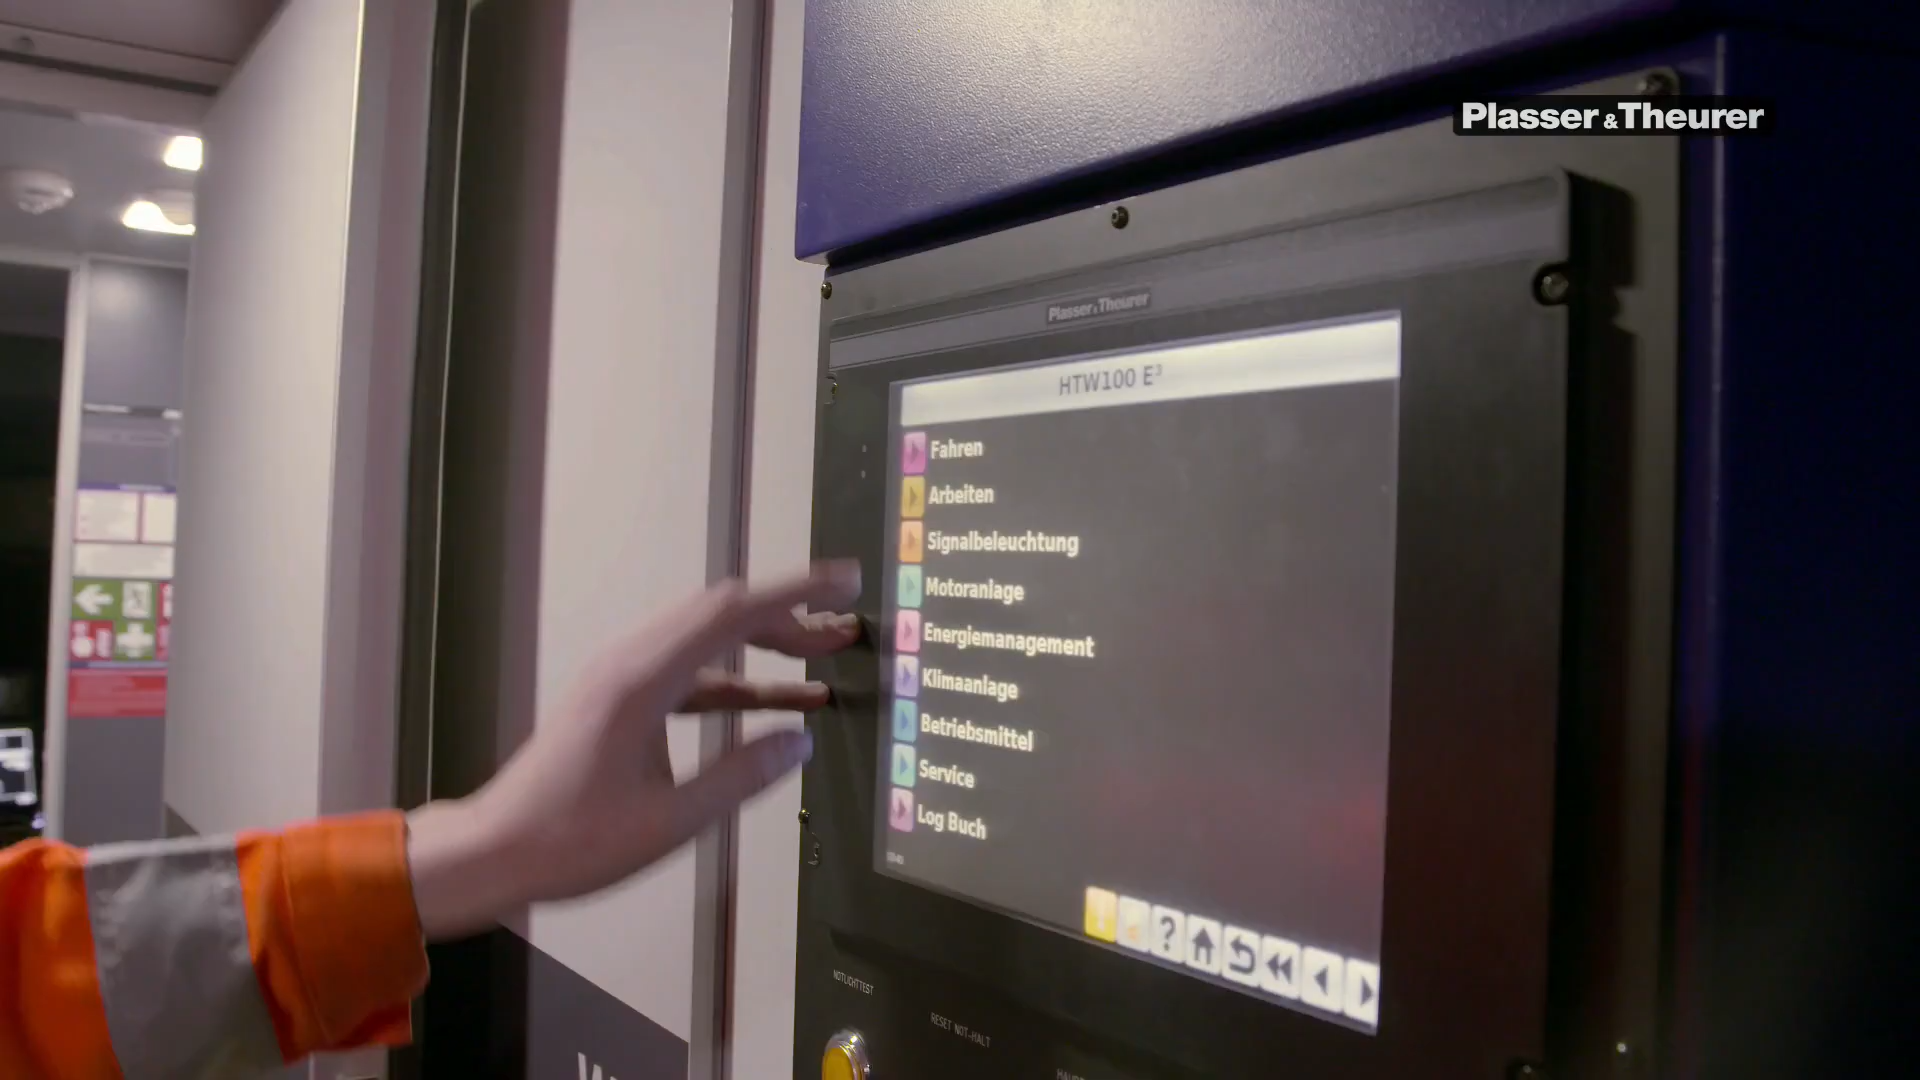 Plasser & Theurer
Plasser & Theurer
HTW100 E³
Fahren
Arbeiten
Signalbeleuchtung
Motoranlage
Energiemanagement
Klimaanlage
Betriebsmittel
Service
Log Buch
?
NOTLICHTTEST
RESET NOT-HALT